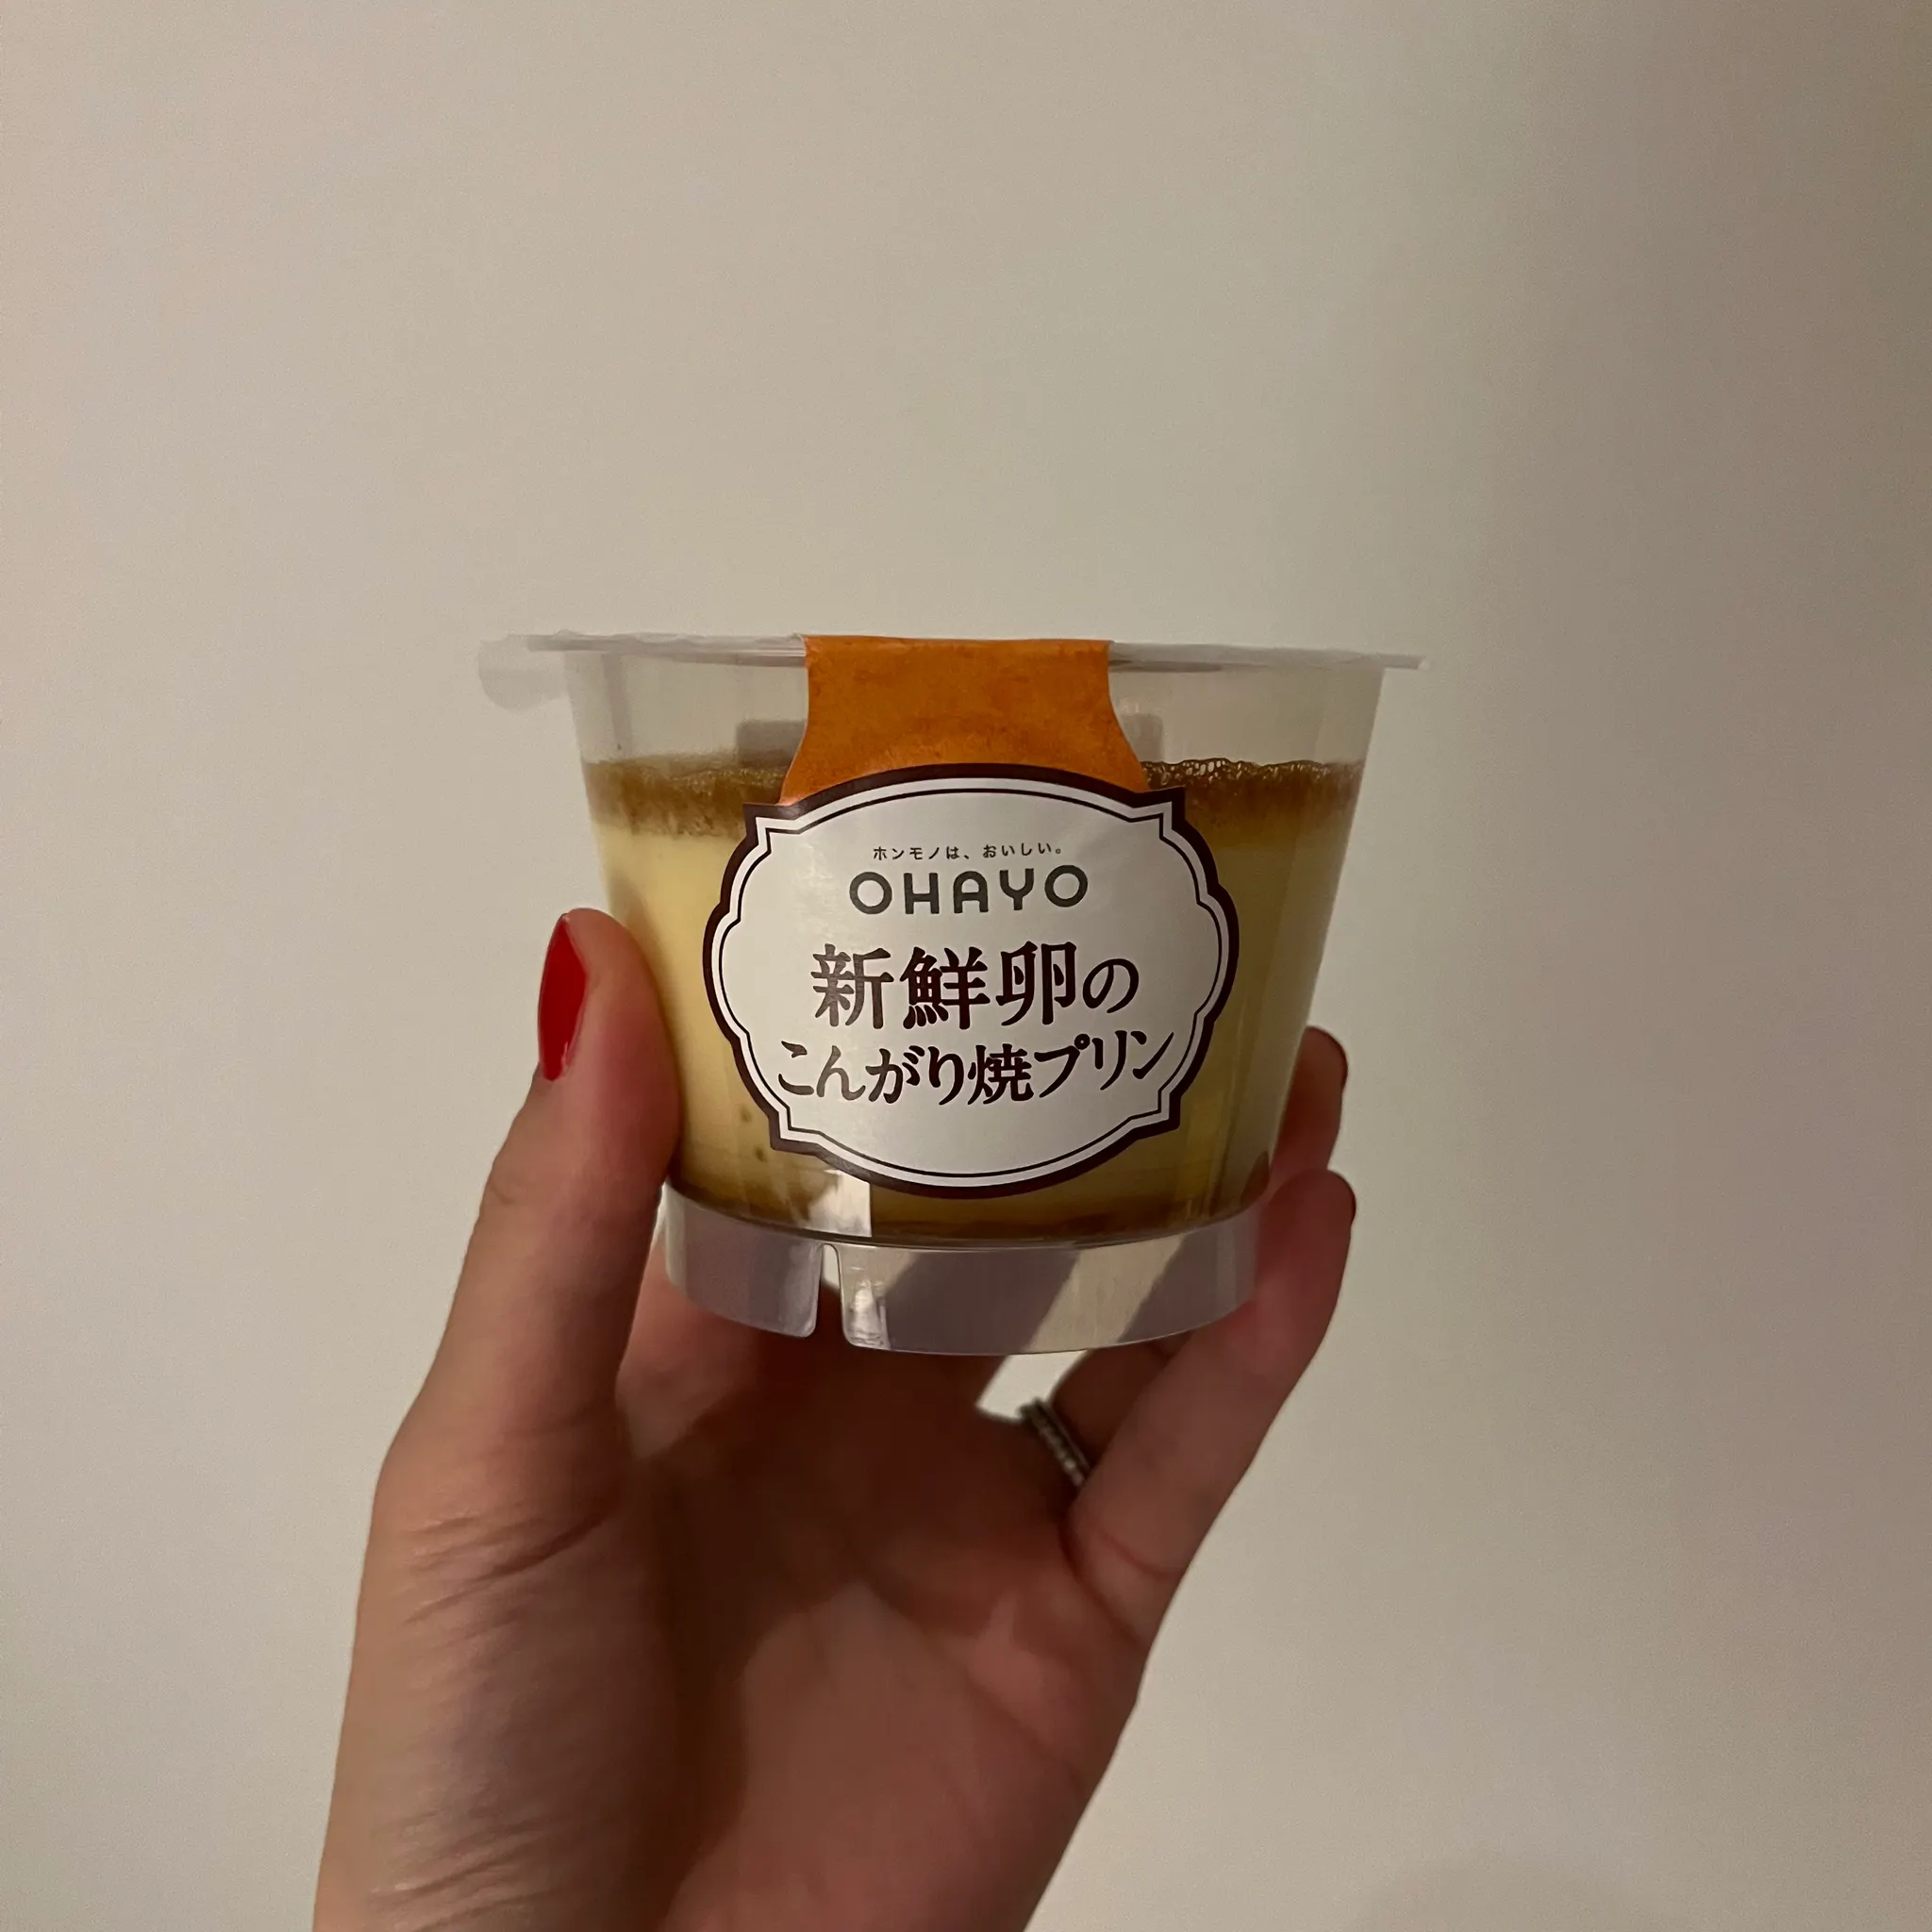 ホンモノは、おいしい。
OHAYO
新鮮卵の
こんがり焼プリン